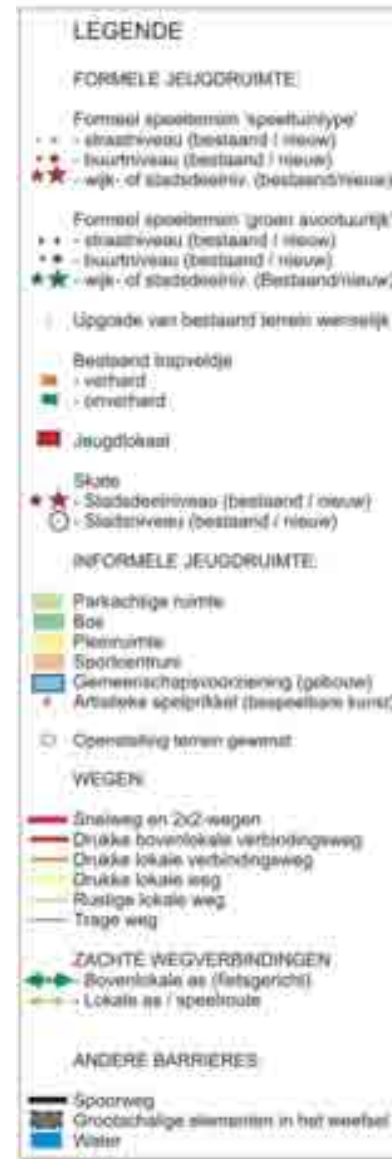 LEGENDE
FORMELE JEUGDRUIMTE:
Formeel speelterrein 'speeltuintype'
- straatniveau (bestaand / nieuw)
- buurtniveau (bestaand / nieuw)
- wijk- of stadsdeelniv. (bestaand/nieuw)
Formeel speelterrein 'groen avontuurlijk'
- straatniveau (bestaand / nieuw)
- buurtniveau (bestaand / nieuw)
- wijk- of stadsdeelniv. (Bestaand/nieuw)
Upgrade van bestaand terrein wenselijk
Bestaand trapveldje
- verhard
- onverhard
Jeugdlokaal
Skate
- Stadsdeelniveau (bestaand / nieuw)
- Stadsniveau (bestaand / nieuw)
INFORMELE JEUGDRUIMTE:
Parkachtige ruimte
Bos
Pleinruimte
Sportcentrum
Gemeenschapsvoorziening (gebouw)
Artistieke spelprikkel (bespeelbare kunst)
Openstelling terrein gewenst
WEGEN:
Snelweg en 2x2-wegen
Drukke bovenlokale verbindingsweg
Drukke lokale verbindingsweg
Drukke lokale weg
Rustige lokale weg
Trage weg
ZACHTE WEGVERBINDINGEN
- Bovenlokale as (fietsgericht)
- Lokale as / speelroute
ANDERE BARRIERES:
Spoorweg
Grootschalige elementen in het weefsel
Water